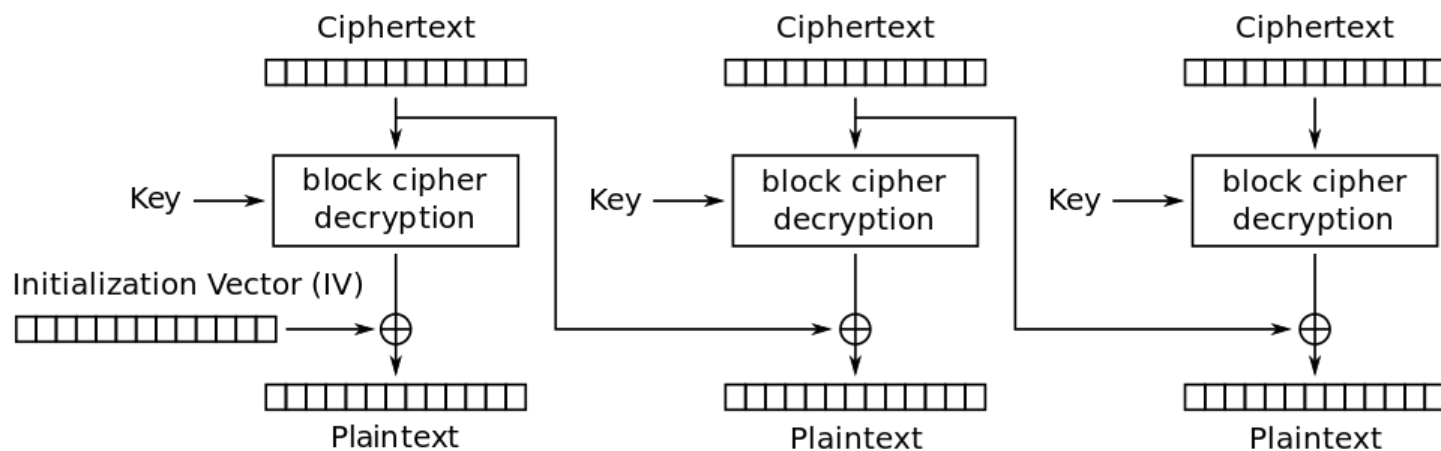 Ciphertext
Ciphertext
Ciphertext
Key
block cipher
decryption
Key
block cipher
decryption
Key
block cipher
decryption
Initialization Vector (IV)
Plaintext
Plaintext
Plaintext